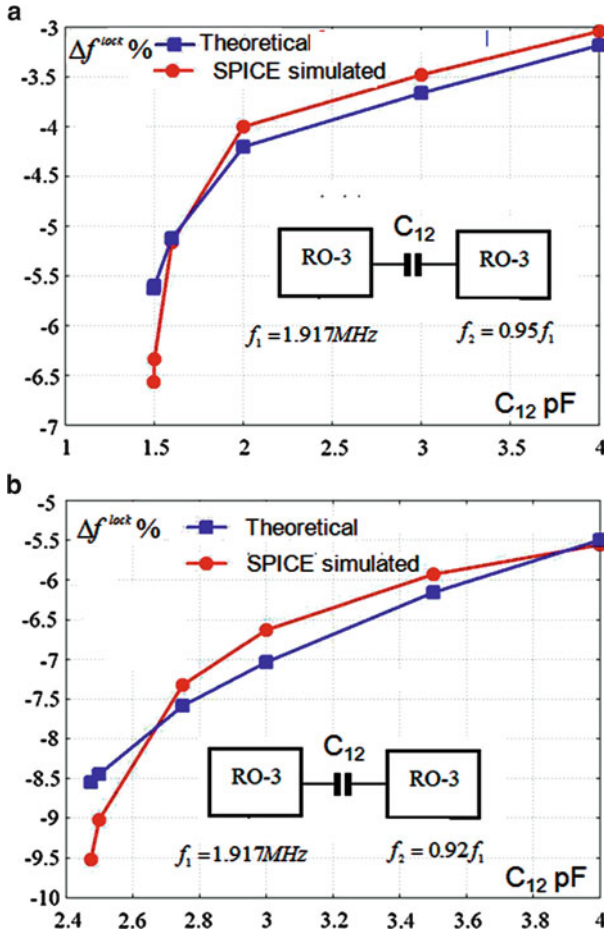 a
Δf^lock %
Theoretical
SPICE simulated
-3
-3.5
-4
-4.5
-5
-5.5
-6
-6.5
-7
C₁₂
RO-3
RO-3
f₁ = 1.917MHz
f₂ = 0.95f₁
C₁₂ pF
1 1.5 2 2.5 3 3.5 4
b
Δf^lock %
Theoretical
SPICE simulated
-5
-5.5
-6
-6.5
-7
-7.5
-8
-8.5
-9
-9.5
-10
C₁₂
RO-3
RO-3
f₁ = 1.917MHz
f₂ = 0.92f₁
C₁₂ pF
2.4 2.6 2.8 3 3.2 3.4 3.6 3.8 4